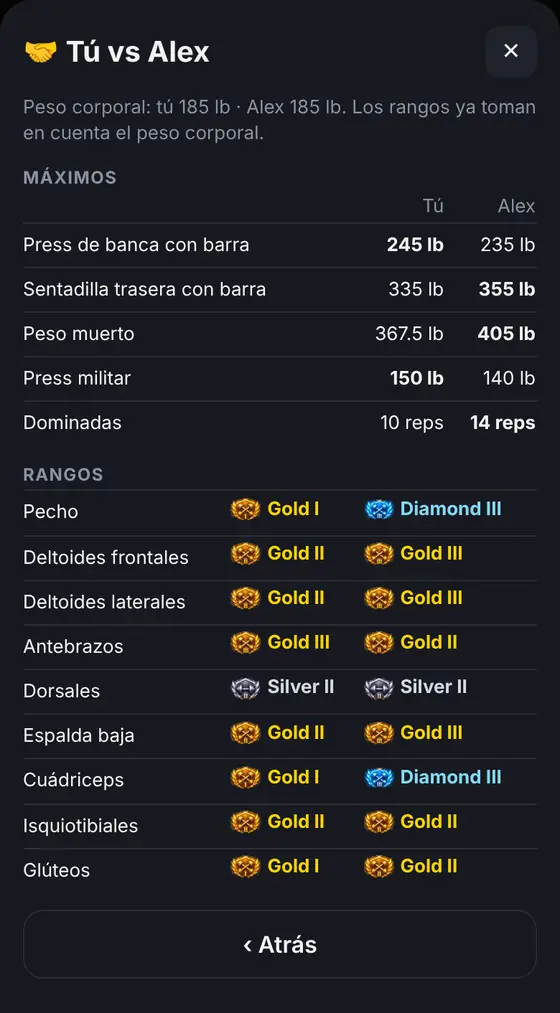 🤝 Tú vs Alex
✕
Peso corporal: tú 185 lb · Alex 185 lb. Los rangos ya toman
en cuenta el peso corporal.
MÁXIMOS
Tú Alex
Press de banca con barra 245 lb 235 lb
Sentadilla trasera con barra 335 lb 355 lb
Peso muerto 367.5 lb 405 lb
Press militar 150 lb 140 lb
Dominadas 10 reps 14 reps
RANGOS
Pecho Gold I Diamond III
Deltoides frontales Gold II Gold III
Deltoides laterales Gold II Gold III
Antebrazos Gold III Gold II
Dorsales Silver II Silver II
Espalda baja Gold II Gold III
Cuádriceps Gold I Diamond III
Isquiotibiales Gold II Gold II
Glúteos Gold I Gold II
‹ Atrás